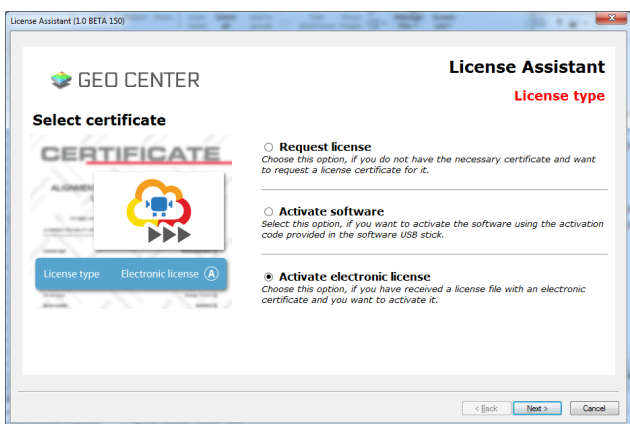 License Assistant (1.0 BETA 150)
GEO CENTER
License Assistant
License type
Select certificate
CERTIFICATE
License type Electronic license A
Request license
Choose this option, if you do not have the necessary certificate and want
to request a license certificate for it.
Activate software
Select this option, if you want to activate the software using the activation
code provided in the software USB stick.
Activate electronic license
Choose this option, if you have received a license file with an electronic
certificate and you want to activate it.
< Back
Next >
Cancel